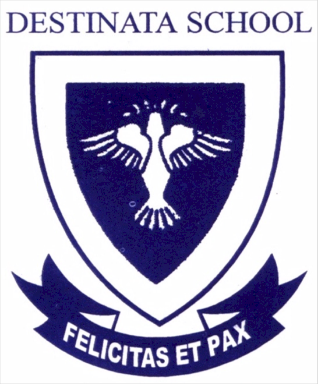 DESTINATA SCHOOL
FELICITAS ET PAX